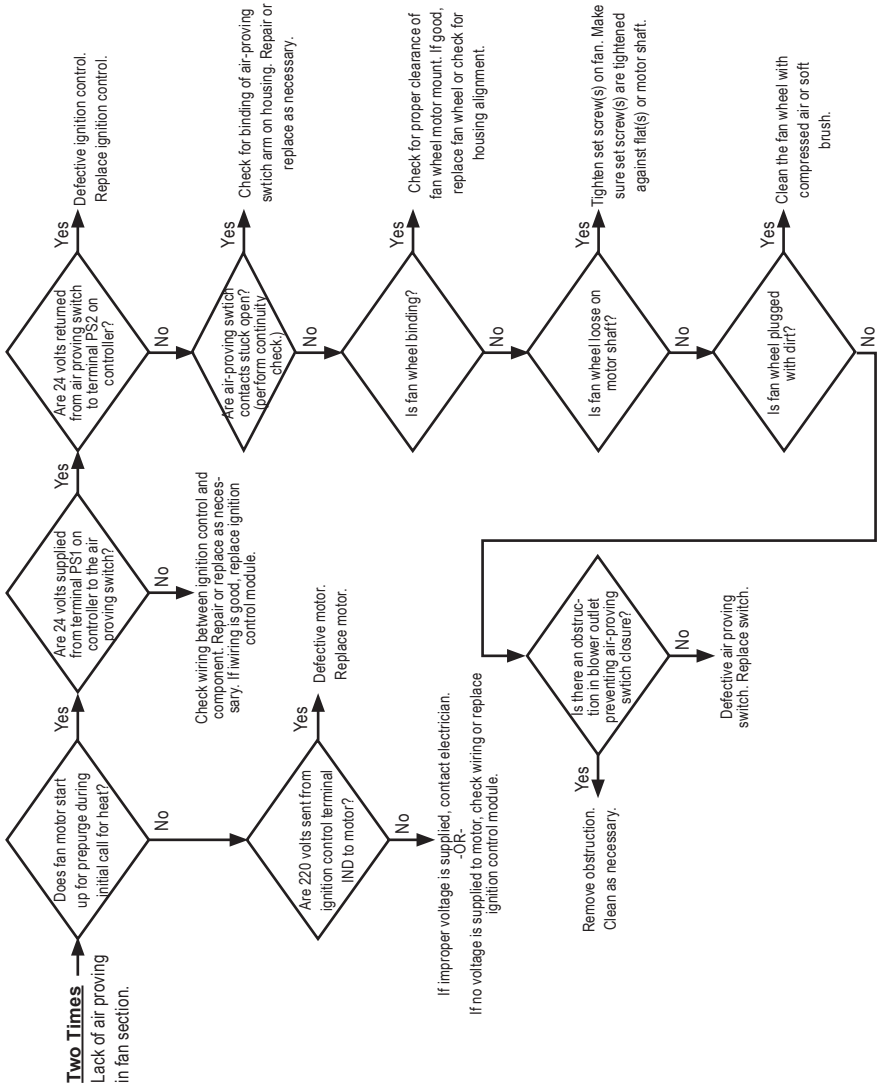 Two Times
Lack of air proving
in fan section.
Does fan motor start
up for prepurge during
initial call for heat?
Yes
No
Are 24 volts supplied
from terminal PS1 on
controller to the air
proving switch?
Yes
No
Check wiring between ignition control and
component. Repair or replace as neces-
sary. If iwiring is good, replace ignition
control module.
Are 24 volts returned
from air proving switch
to terminal PS2 on
controller?
Yes
Defective ignition control.
Replace ignition control.
No
Are 220 volts sent from
ignition control terminal
IND to motor?
Yes
Defective motor.
Replace motor.
No
If improper voltage is supplied, contact electrician.
-OR-
If no voltage is supplied to motor, check wiring or replace
ignition control module.
Are air-proving swtich
contacts stuck open?
(perform continuity
check.)
Yes
Check for binding of air-proving
swtich arm on housing. Repair or
replace as necessary.
No
Is fan wheel binding?
Yes
Check for proper clearance of
fan wheel motor mount. If good,
replace fan wheel or check for
housing alignment.
No
Is fan wheel loose on
motor shaft?
Yes
Tighten set screw(s) on fan. Make
sure set screw(s) are tightened
against flat(s) or motor shaft.
No
Is fan wheel plugged
with dirt?
Yes
Clean the fan wheel with
compressed air or soft
brush.
No
Is there an obstruc-
tion in blower outlet
preventing air-proving
swtich closure?
Yes
Remove obstruction.
Clean as necessary.
No
Defective air proving
switch. Replace switch.